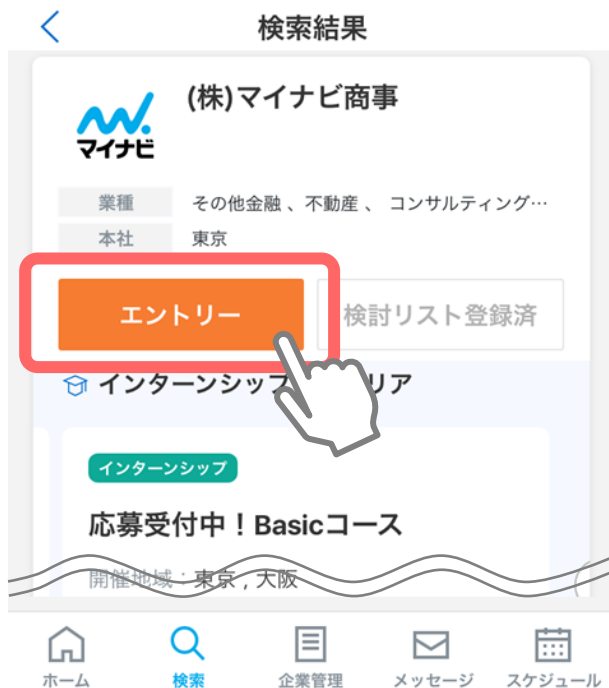 検索結果
(株)マイナビ商事
マイナビ
業種 その他金融 、不動産 、 コンサルティング…
本社 東京
エントリー 検討リスト登録済
インターンシップ リア
インターンシップ
応募受付中！Basicコース
開催地域：東京 , 大阪
ホーム 検索 企業管理 メッセージ スケジュール